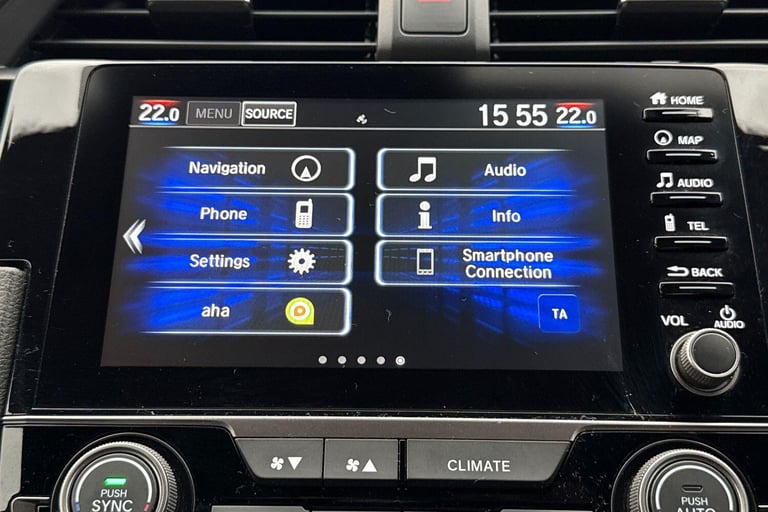 22.0 MENU SOURCE 15 55 22.0
Navigation
Audio
Phone
Info
Settings
Smartphone
Connection
aha
TA
HOME
MAP
AUDIO
TEL
BACK
VOL
AUDIO
PUSH
SYNC
CLIMATE
PUSH
AUTO